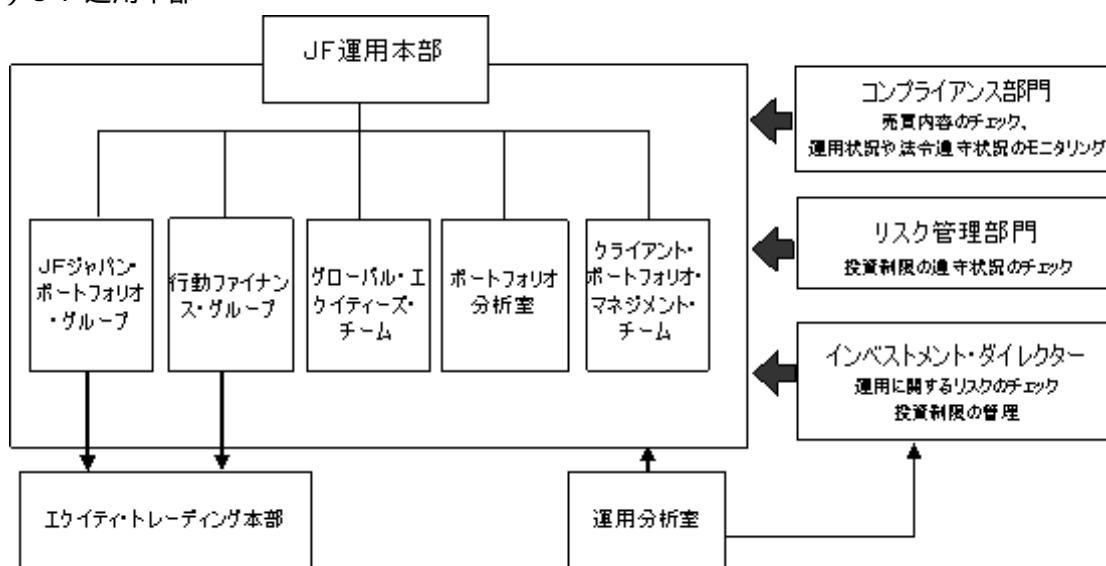 JF運用本部
コンプライアンス部門
売買内容のチェック、
運用状況や法令遵守状況のモニタリング
リスク管理部門
投資制限の遵守状況のチェック
インベストメント・ダイレクター
運用に関するリスクのチェック
投資制限の管理
JFジャパン・
ポートフォリオ
・グループ
行動ファイナン
ス・グループ
グローバル・エ
クイティーズ・
チーム
ポートフォリオ
分析室
クライアント・
ポートフォリオ・
マネジメント・
チーム
エクイティ・トレーディング本部
運用分析室